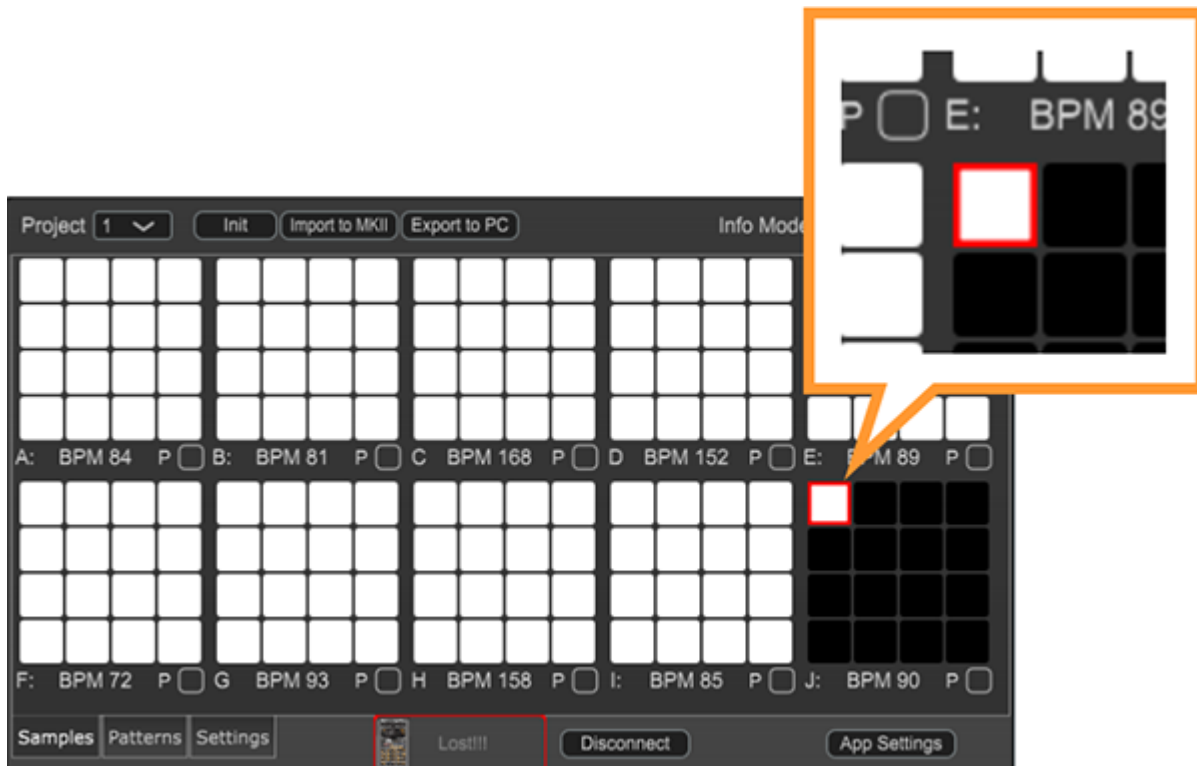 P E: BPM 89
Project 1 Init Import to MKII Export to PC Info Mode
A: BPM 84 P B: BPM 81 P C BPM 168 P D BPM 152 P E: BPM 89 P
F: BPM 72 P G BPM 93 P H BPM 158 P I: BPM 85 P J: BPM 90 P
Samples Patterns Settings Lost!!! Disconnect App Settings